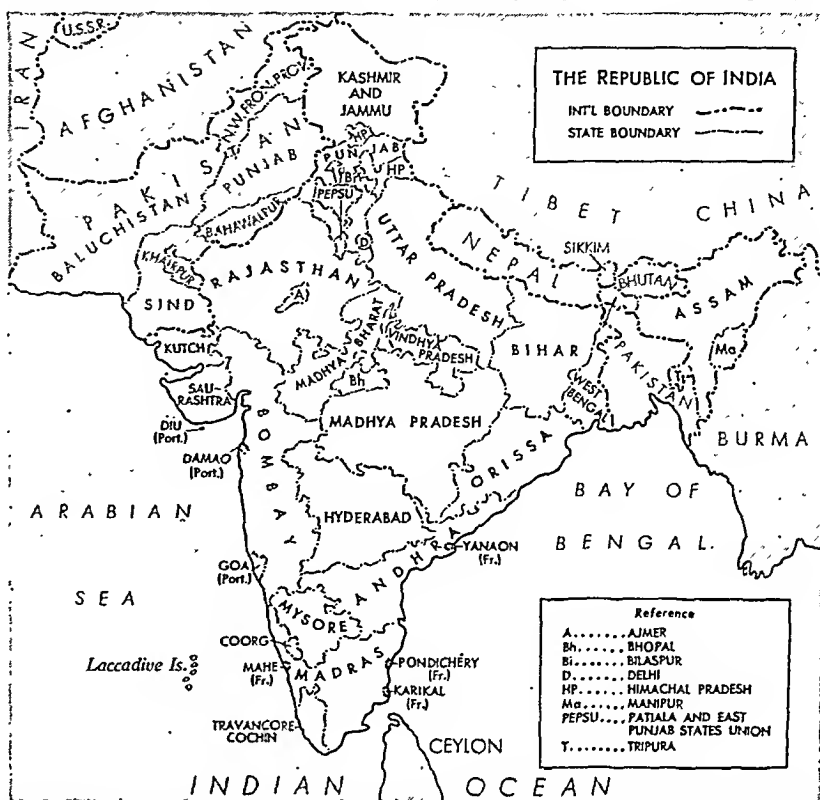 U.S.S.R.
IRAN
AFGHANISTAN
N.W. FRON. PROV.
KASHMIR
AND
JAMMU
THE REPUBLIC OF INDIA
INT'L BOUNDARY
STATE BOUNDARY
PAKISTAN
PUNJAB
HP
PUNJAB
Bi
HP
PEPSU
BALUCHISTAN
BAHAWALPUR
TIBET
CHINA
KHAIRPUR
D
UTTAR PRADESH
NEPAL
SIKKIM
BHUTAN
RAJASTHAN
A
ASSAM
SIND
KUTCH
MADHYA BHARAT
VINDHYA
PRADESH
BIHAR
PAKISTAN
Ma
Bh
T
SAU-
RASHTRA
WEST
BENGAL
DIU
(Port.)
BOMBAY
MADHYA PRADESH
BURMA
DAMAO
(Port.)
ORISSA
ARABIAN
HYDERABAD
BAY OF
YANAON
(Fr.)
BENGAL
GOA
(Port.)
ANDHRA
SEA
MYSORE
COORG
Laccadive Is.
MAHE
(Fr.)
MADRAS
PONDICHERY
(Fr.)
KARIKAL
(Fr.)
TRAVANCORE-
COCHIN
CEYLON
INDIAN OCEAN
Reference
A.......AJMER
Bh......BHOPAL
Bi......BILASPUR
D.......DELHI
HP......HIMACHAL PRADESH
Ma......MANIPUR
PEPSU....PATIALA AND EAST
PUNJAB STATES UNION
T........TRIPURA